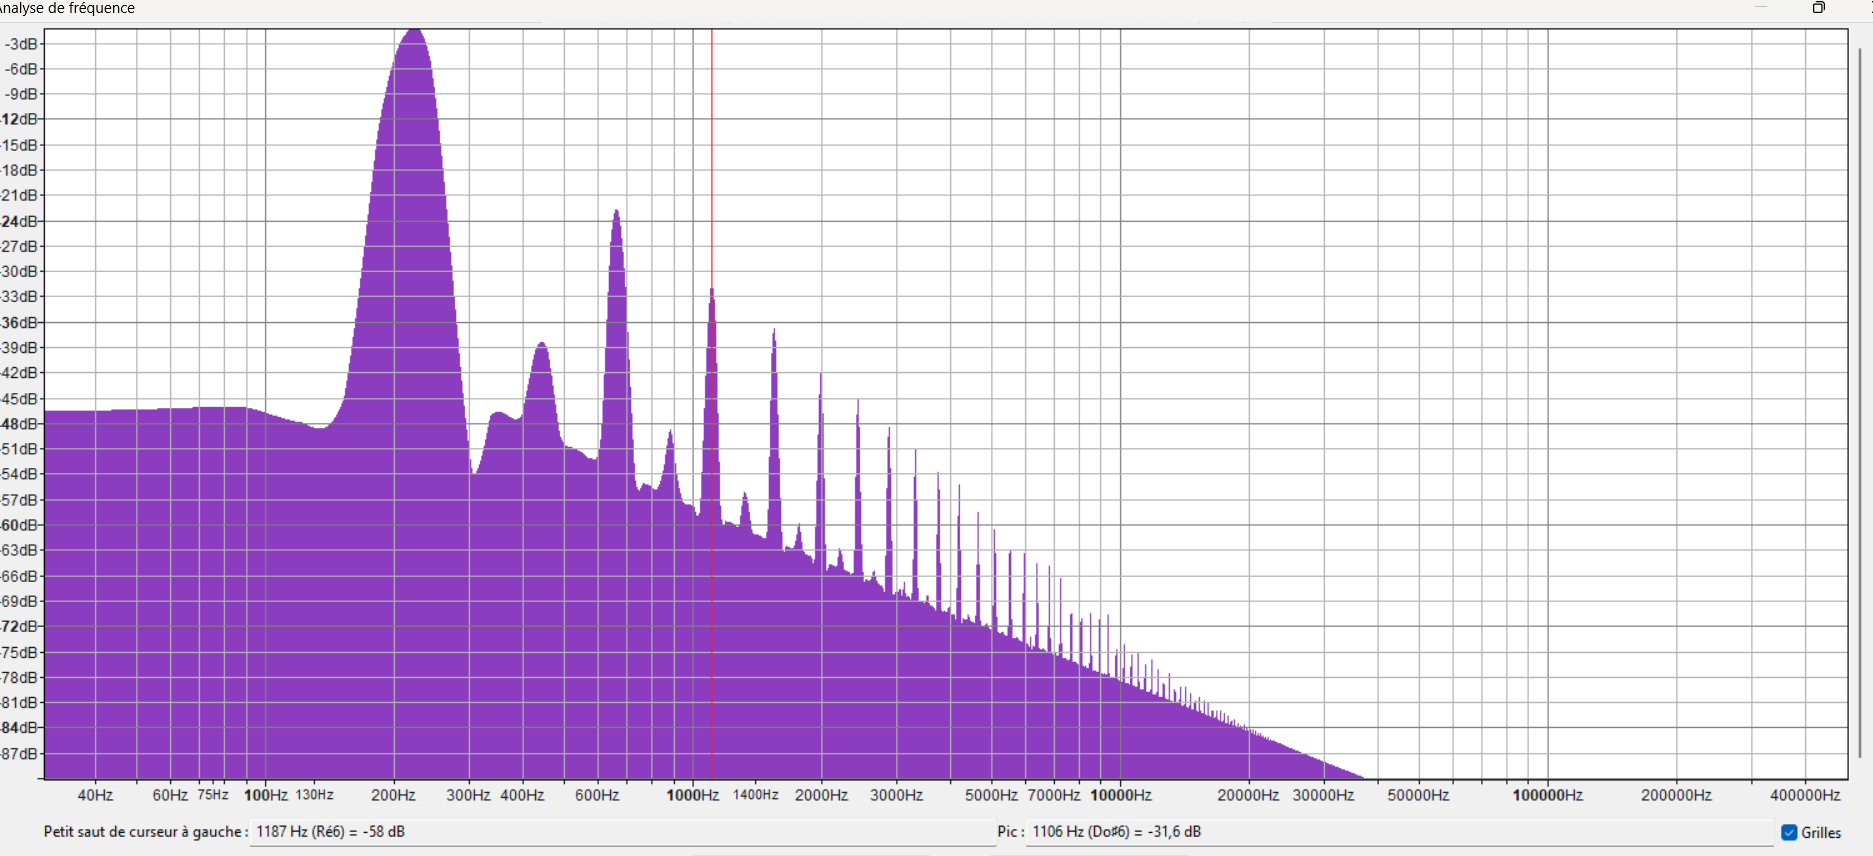 Analyse de fréquence
-3dB
-6dB
-9dB
-12dB
-15dB
-18dB
-21dB
-24dB
-27dB
-30dB
-33dB
-36dB
-39dB
-42dB
-45dB
-48dB
-51dB
-54dB
-57dB
-60dB
-63dB
-66dB
-69dB
-72dB
-75dB
-78dB
-81dB
-84dB
-87dB
40Hz 60Hz 75Hz 100Hz 130Hz 200Hz 300Hz 400Hz 600Hz 1000Hz 1400Hz 2000Hz 3000Hz 5000Hz 7000Hz 10000Hz 20000Hz 30000Hz 50000Hz 100000Hz 200000Hz 400000Hz
Petit saut de curseur à gauche : 1187 Hz (Ré6) = -58 dB Pic : 1106 Hz (Do♯6) = -31,6 dB Grilles